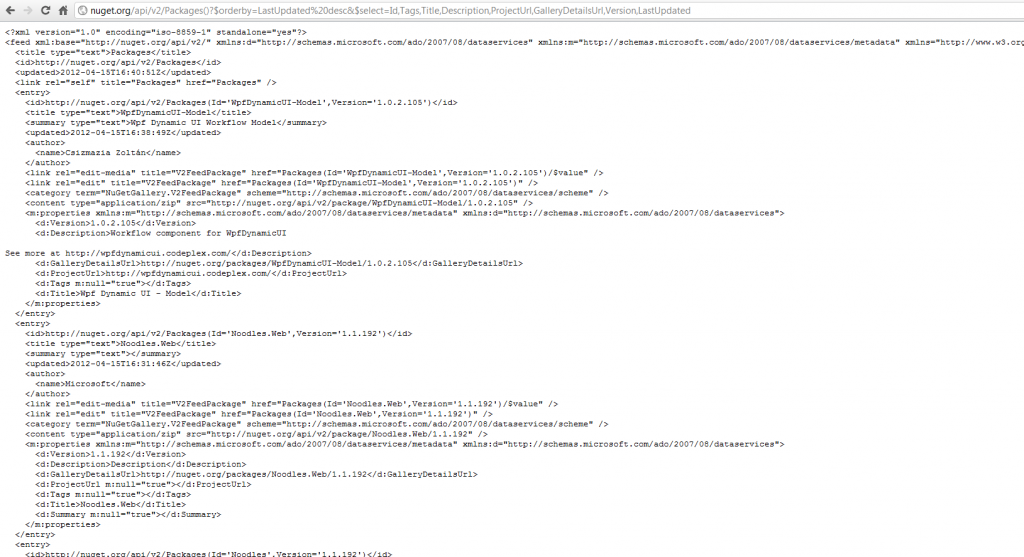 nuget.org/api/v2/Packages()?$orderby=LastUpdated%20desc&$select=Id,Tags,Title,Description,ProjectUrl,GalleryDetailsUrl,Version,LastUpdated
<?xml version="1.0" encoding="iso-8859-1" standalone="yes"?>
<feed xml:base="http://nuget.org/api/v2/" xmlns:d="http://schemas.microsoft.com/ado/2007/08/dataservices" xmlns:m="http://schemas.microsoft.com/ado/2007/08/dataservices/metadata" xmlns="http://www.w3.org
<title type="text">Packages</title>
<id>http://nuget.org/api/v2/Packages</id>
<updated>2012-04-15T16:40:51Z</updated>
<link rel="self" title="Packages" href="Packages" />
<entry>
<id>http://nuget.org/api/v2/Packages(Id='WpfDynamicUI-Model',Version='1.0.2.105')</id>
<title type="text">WpfDynamicUI-Model</title>
<summary type="text">Wpf Dynamic UI Workflow Model</summary>
<updated>2012-04-15T16:38:49Z</updated>
<author>
<name>Csizmazia Zoltán</name>
</author>
<link rel="edit-media" title="V2FeedPackage" href="Packages(Id='WpfDynamicUI-Model',Version='1.0.2.105')/$value" />
<link rel="edit" title="V2FeedPackage" href="Packages(Id='WpfDynamicUI-Model',Version='1.0.2.105')" />
<category term="NuGetGallery.V2FeedPackage" scheme="http://schemas.microsoft.com/ado/2007/08/dataservices/scheme" />
<content type="application/zip" src="http://nuget.org/api/v2/package/WpfDynamicUI-Model/1.0.2.105" />
<m:properties xmlns:m="http://schemas.microsoft.com/ado/2007/08/dataservices/metadata" xmlns:d="http://schemas.microsoft.com/ado/2007/08/dataservices">
<d:Version>1.0.2.105</d:Version>
<d:Description>Workflow component for WpfDynamicUI
See more at http://wpfdynamicui.codeplex.com/</d:Description>
<d:GalleryDetailsUrl>http://nuget.org/packages/WpfDynamicUI-Model/1.0.2.105</d:GalleryDetailsUrl>
<d:ProjectUrl>http://wpfdynamicui.codeplex.com/</d:ProjectUrl>
<d:Tags m:null="true"></d:Tags>
<d:Title>Wpf Dynamic UI - Model</d:Title>
</m:properties>
</entry>
<entry>
<id>http://nuget.org/api/v2/Packages(Id='Noodles.Web',Version='1.1.192')</id>
<title type="text">Noodles.Web</title>
<summary type="text"></summary>
<updated>2012-04-15T16:31:46Z</updated>
<author>
<name>Microsoft</name>
</author>
<link rel="edit-media" title="V2FeedPackage" href="Packages(Id='Noodles.Web',Version='1.1.192')/$value" />
<link rel="edit" title="V2FeedPackage" href="Packages(Id='Noodles.Web',Version='1.1.192')" />
<category term="NuGetGallery.V2FeedPackage" scheme="http://schemas.microsoft.com/ado/2007/08/dataservices/scheme" />
<content type="application/zip" src="http://nuget.org/api/v2/package/Noodles.Web/1.1.192" />
<m:properties xmlns:m="http://schemas.microsoft.com/ado/2007/08/dataservices/metadata" xmlns:d="http://schemas.microsoft.com/ado/2007/08/dataservices">
<d:Version>1.1.192</d:Version>
<d:Description>Description</d:Description>
<d:GalleryDetailsUrl>http://nuget.org/packages/Noodles.Web/1.1.192</d:GalleryDetailsUrl>
<d:ProjectUrl m:null="true"></d:ProjectUrl>
<d:Tags m:null="true"></d:Tags>
<d:Title>Noodles.Web</d:Title>
<d:Summary m:null="true"></d:Summary>
</m:properties>
</entry>
<entry>
<id>http://nuget.org/api/v2/Packages(Id='Noodles',Version='1.1.192')</id>